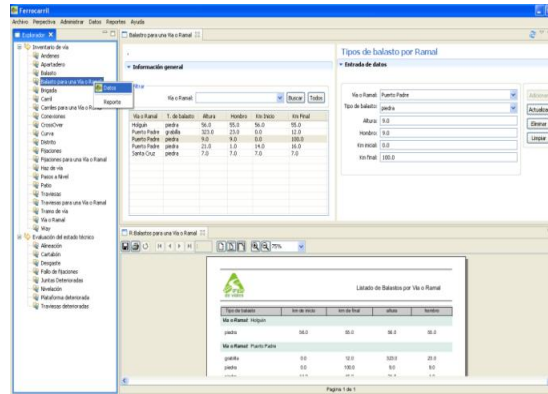 Ferrocarril
Archivo Perpectiva Administrar Datos Reportes Ayuda
Explorador
Inventario de vía
Andenes
Apartadero
Balasto
Balasto para una Vía o Ramal
Brigada
Carril
Carriles para una Vía o Ramal
Conexiones
CrossOver
Curva
Distrito
Fijaciones
Fijaciones para una Vía o Ramal
Haz de vía
Pasos a Nivel
Patio
Traviesas
Traviesas para una Vía o Ramal
Tramo de vía
Vía o Ramal
Way
Evaluación del estado técnico
Alineación
Cartabón
Desgaste
Fallo de fijaciones
Juntas Deterioradas
Nivelación
Plataforma deteriorada
Traviesas deterioradas
Datos
Reporte
Balastro para una Vía o Ramal
Información general
Filtrar
Vía o Ramal:
Buscar Todos
Vía o Ramal T. de balasto Altura Hombro Km Inicio Km Final
Holguín piedra 56.0 55.0 56.0 55.0
Puerto Padre gratilla 323.0 23.0 0.0 12.0
Puerto Padre piedra 9.0 9.0 0.0 100.0
Puerto Padre piedra 21.0 1.0 14.0 16.0
Santa Cruz piedra 7.0 7.0 7.0 7.0
Tipos de balasto por Ramal
Entrada de datos
Vía o Ramal: Puerto Padre
Tipo de balasto: piedra
Altura: 9.0
Hombro: 9.0
Km inicial: 0.0
Km final: 100.0
Adicionar
Actualizar
Eliminar
Limpiar
R-Balastos para una Vía o Ramal
75%
Listado de Balastos por Vía o Ramal
Tipo de balasto km de inicio km de final altura hombro
Vía o Ramal: Holguín
piedra 56.0 55.0 56.0 55.0
Vía o Ramal: Puerto Padre
gratilla 0.0 12.0 323.0 23.0
piedra 0.0 100.0 9.0 9.0
Pagina 1 de 1